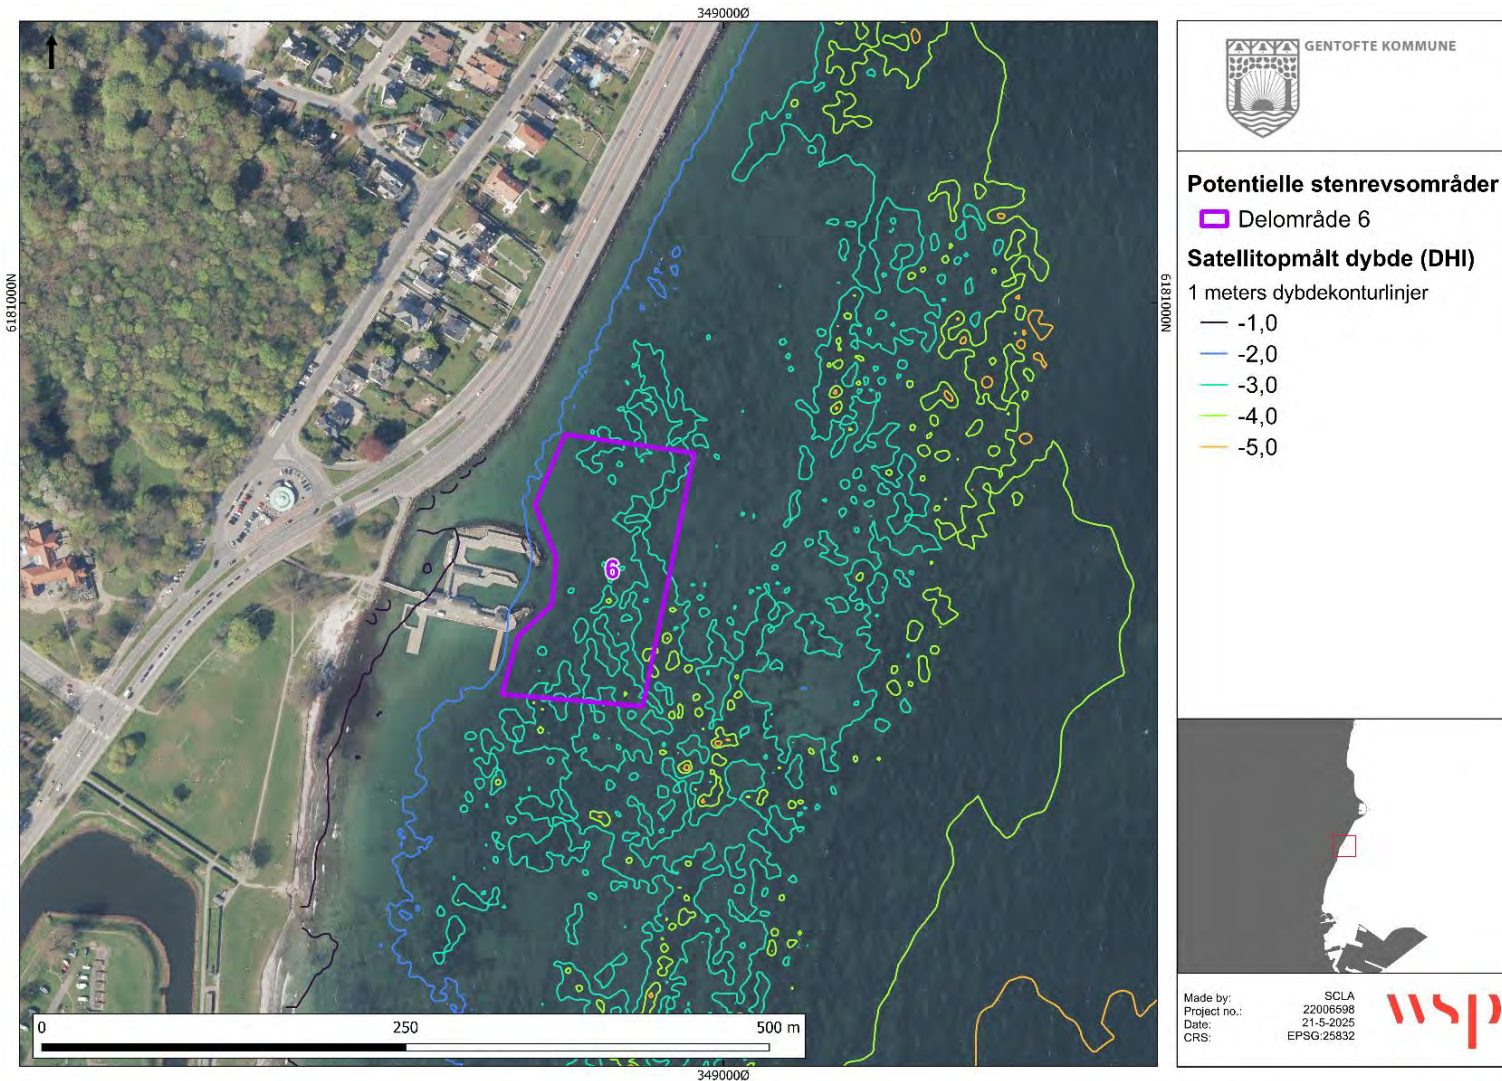 349000Ø
6181000N
6181000N
6
0 250 500 m
349000Ø
GENTOFTE KOMMUNE
Potentielle stenrevsområder
Delområde 6
Satellitopmålt dybde (DHI)
1 meters dybdekonturlinjer
-1,0
-2,0
-3,0
-4,0
-5,0
Made by: SCLA
Project no.: 22006598
Date: 21-5-2025
CRS: EPSG:25832
wsp